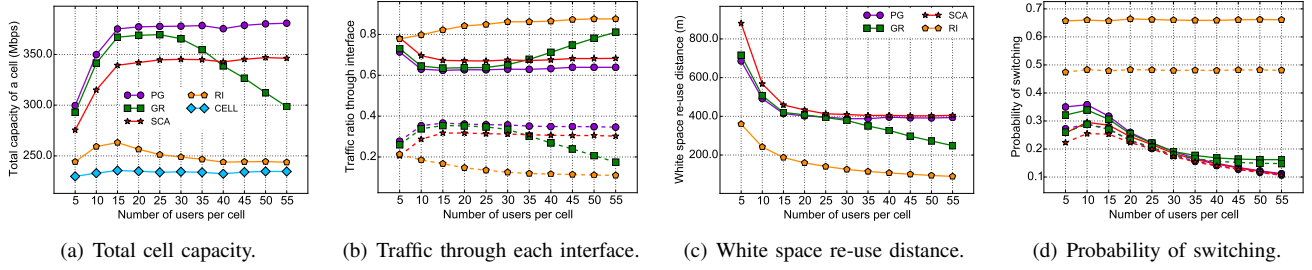 Total capacity of a cell (Mbps)
350.0
300.0
250.0
PG
GR
SCA
RI
CELL
5 10 15 20 25 30 35 40 45 50 55
Number of users per cell
(a) Total cell capacity.
Traffic ratio through interface
0.8
0.6
0.4
0.2
5 10 15 20 25 30 35 40 45 50 55
Number of users per cell
(b) Traffic through each interface.
White space re-use distance (m)
800.0
600.0
400.0
200.0
PG
GR
SCA
RI
5 10 15 20 25 30 35 40 45 50 55
Number of users per cell
(c) White space re-use distance.
Probability of switching
0.7
0.6
0.5
0.4
0.3
0.2
0.1
5 10 15 20 25 30 35 40 45 50 55
Number of users per cell
(d) Probability of switching.